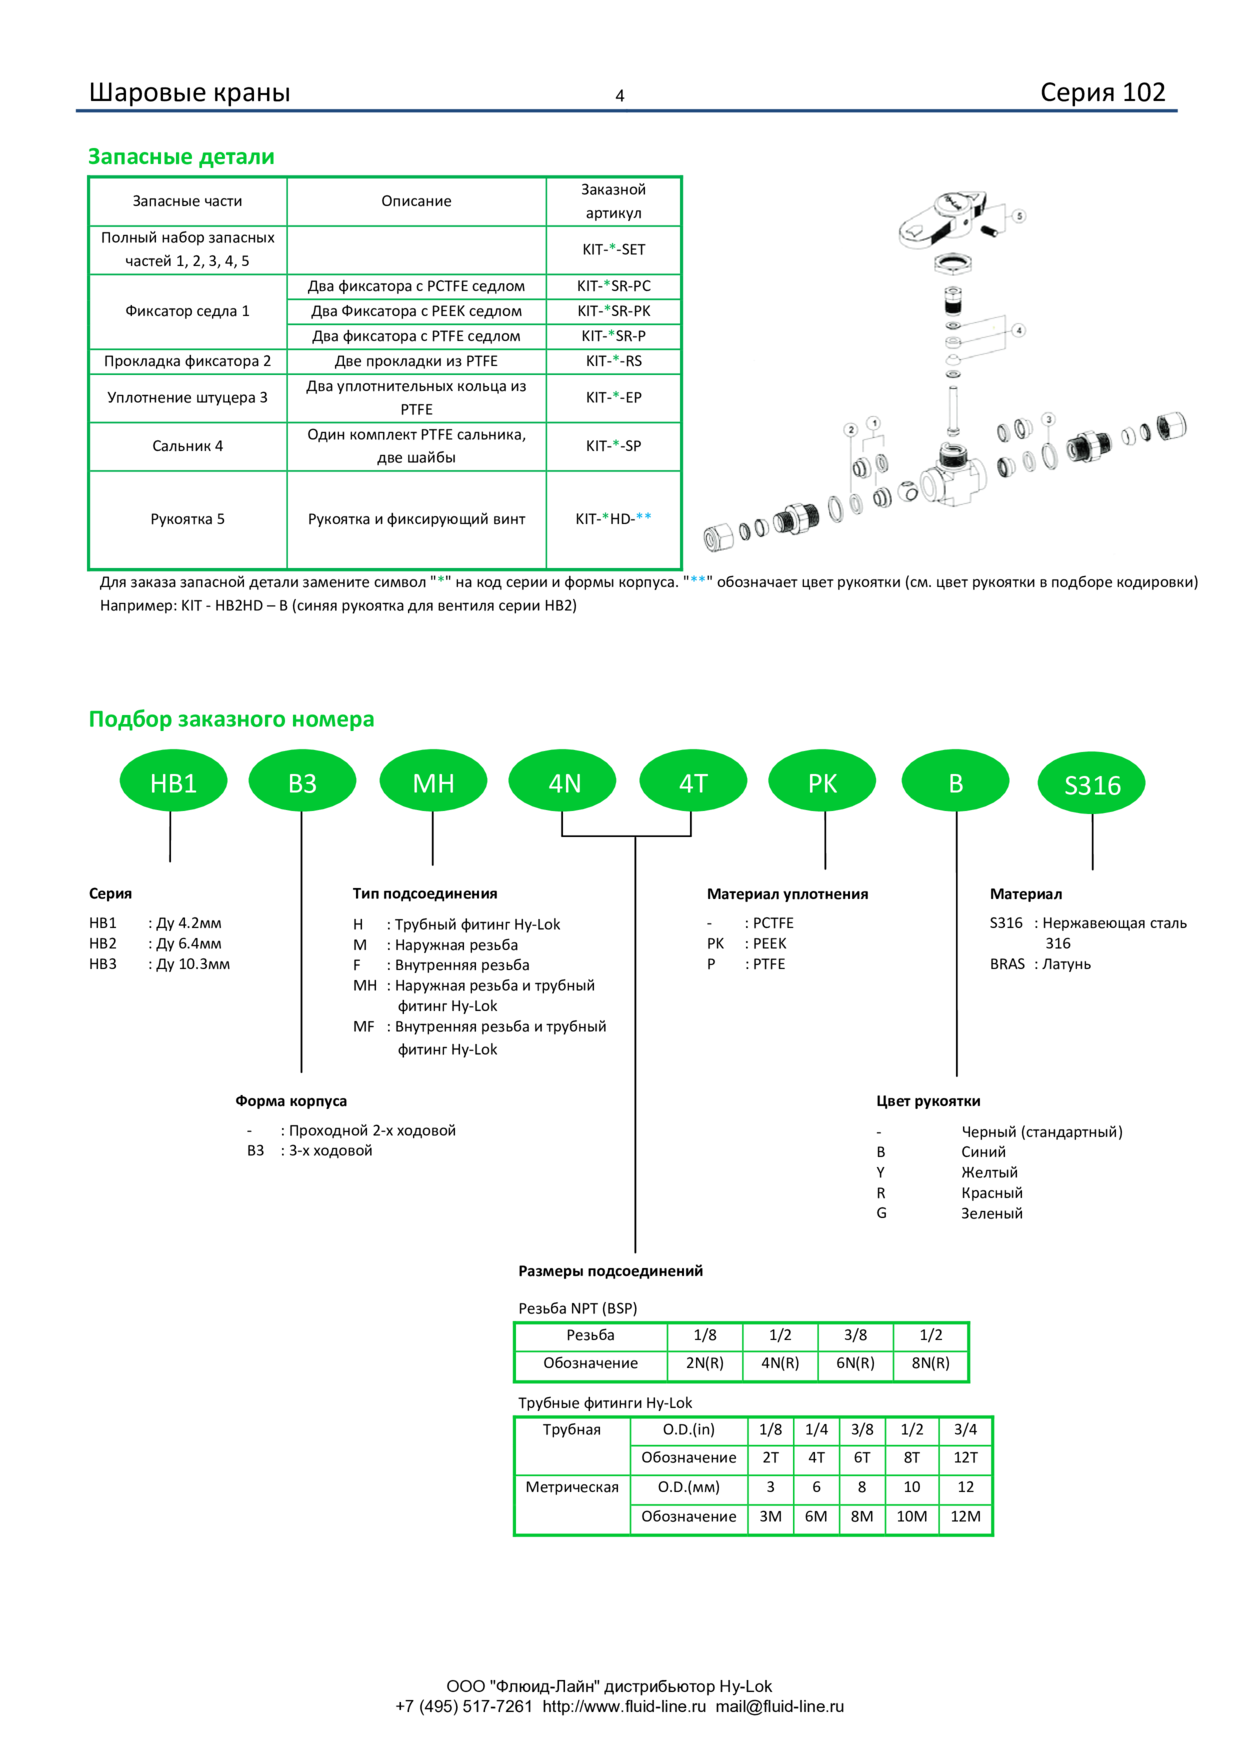 Шаровые краны
4
Серия 102
Запасные детали
Запасные части
Описание
Заказной
артикул
Полный набор запасных
частей 1, 2, 3, 4, 5
KIT-*-SET
Фиксатор седла 1
Два фиксатора с PCTFE седлом
KIT-*SR-PC
Два Фиксатора с PEEK седлом
KIT-*SR-PK
Два фиксатора с PTFE седлом
KIT-*SR-P
Прокладка фиксатора 2
Две прокладки из PTFE
KIT-*-RS
Уплотнение штуцера 3
Два уплотнительных кольца из
PTFE
KIT-*-EP
Сальник 4
Один комплект PTFE сальника,
две шайбы
KIT-*-SP
Рукоятка 5
Рукоятка и фиксирующий винт
KIT-*HD-**
Hy-Lok
5
4
3
1
2
Для заказа запасной детали замените символ "*" на код серии и формы корпуса. "**" обозначает цвет рукоятки (см. цвет рукоятки в подборе кодировки)
Например: KIT - HB2HD – B (синяя рукоятка для вентиля серии HB2)
Подбор заказного номера
HB1
B3
MH
4N
4T
PK
B
S316
Серия
HB1 : Ду 4.2мм
HB2 : Ду 6.4мм
HB3 : Ду 10.3мм
Тип подсоединения
H : Трубный фитинг Hy-Lok
M : Наружная резьба
F : Внутренняя резьба
MH : Наружная резьба и трубный
фитинг Hy-Lok
MF : Внутренняя резьба и трубный
фитинг Hy-Lok
Материал уплотнения
- : PCTFE
PK : PEEK
P : PTFE
Материал
S316 : Нержавеющая сталь
316
BRAS : Латунь
Форма корпуса
- : Проходной 2-х ходовой
B3 : 3-х ходовой
Цвет рукоятки
- Черный (стандартный)
B Синий
Y Желтый
R Красный
G Зеленый
Размеры подсоединений
Резьба NPT (BSP)
Резьба 1/8 1/2 3/8 1/2
Обозначение 2N(R) 4N(R) 6N(R) 8N(R)
Трубные фитинги Hy-Lok
Трубная O.D.(in) 1/8 1/4 3/8 1/2 3/4
Обозначение 2T 4T 6T 8T 12T
Метрическая O.D.(мм) 3 6 8 10 12
Обозначение 3M 6M 8M 10M 12M
ООО "Флюид-Лайн" дистрибьютор Hy-Lok
+7 (495) 517-7261 http://www.fluid-line.ru mail@fluid-line.ru